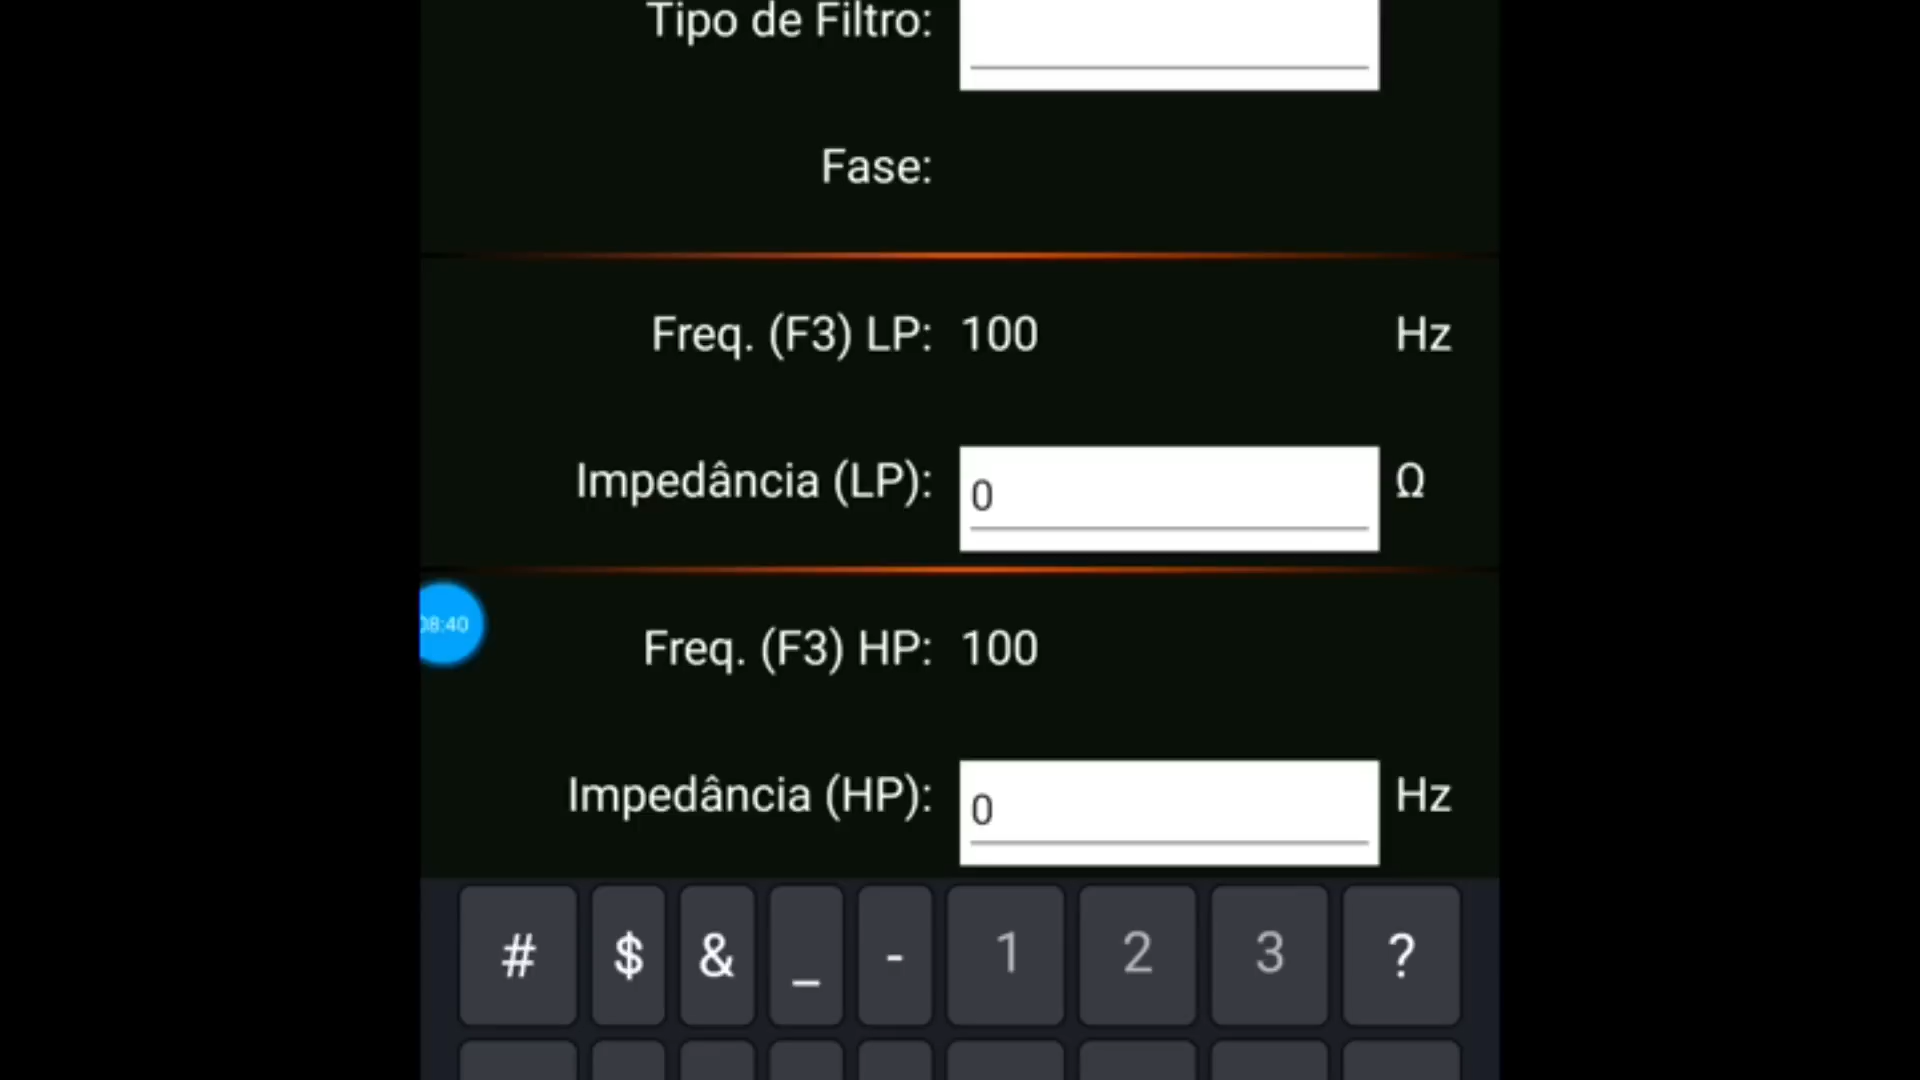 Tipo de Filtro:
Fase:
Freq. (F3) LP: 100 Hz
Impedância (LP): 0 Ω
08:40
Freq. (F3) HP: 100
Impedância (HP): 0 Hz
# $ & _ - 1 2 3 ?